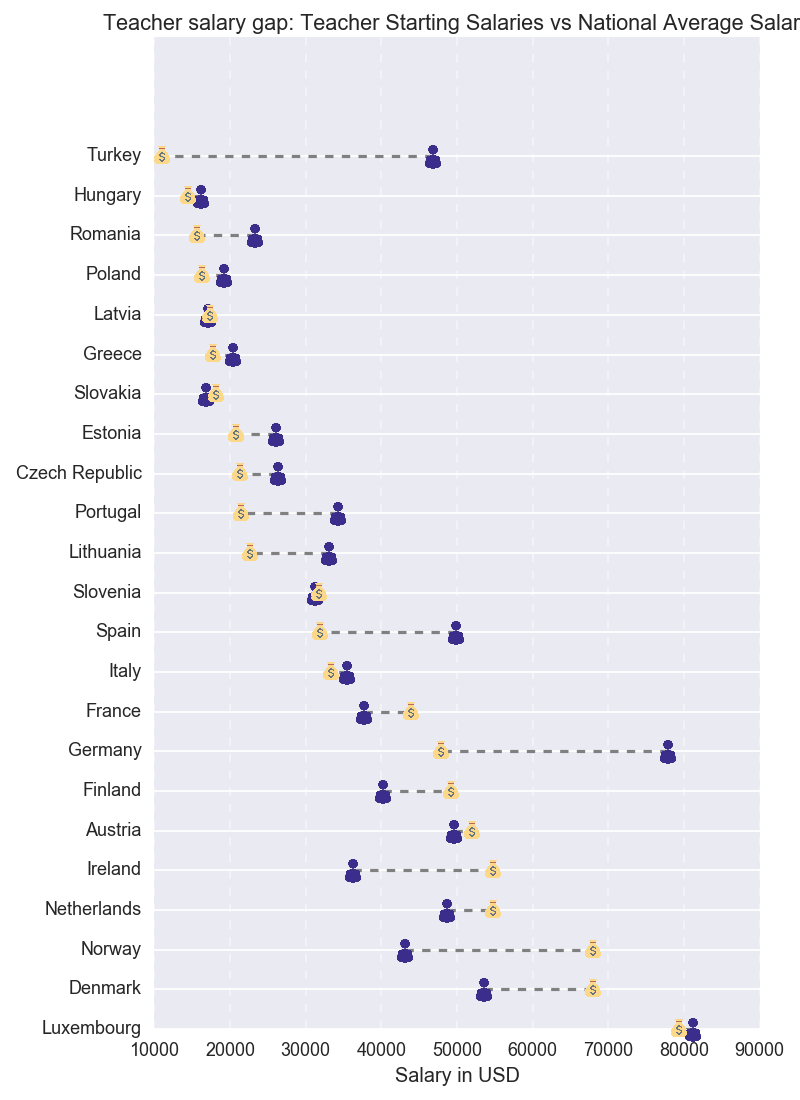 Teacher salary gap: Teacher Starting Salaries vs National Average Salar
Turkey
Hungary
Romania
Poland
Latvia
Greece
Slovakia
Estonia
Czech Republic
Portugal
Lithuania
Slovenia
Spain
Italy
France
Germany
Finland
Austria
Ireland
Netherlands
Norway
Denmark
Luxembourg
10000 20000 30000 40000 50000 60000 70000 80000 90000
Salary in USD